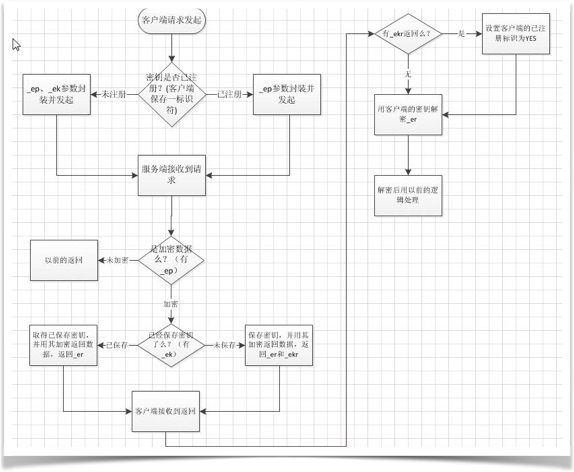 客户端请求发起
密钥是否已注
册？(客户端
保存一标识
符)
未注册
已注册
_ep、_ek参数封
装并发起
_ep参数封装并
发起
服务端接收到请
求
是加密数据
么？（有
_ep）
未加密
以前的返回
加密
已经保存密钥
了么？（有
_ek）
已保存
未保存
取得已保存密钥，
并用其加密返回数
据，返回_er
保存密钥，并用其
加密返回数据，返
回_er和_ekr
客户端接收到返回
有_ekr返回么？
是
设置客户端的已注
册标识为YES
无
用客户端的密钥解
密_er
解密后用以前的逻
辑处理